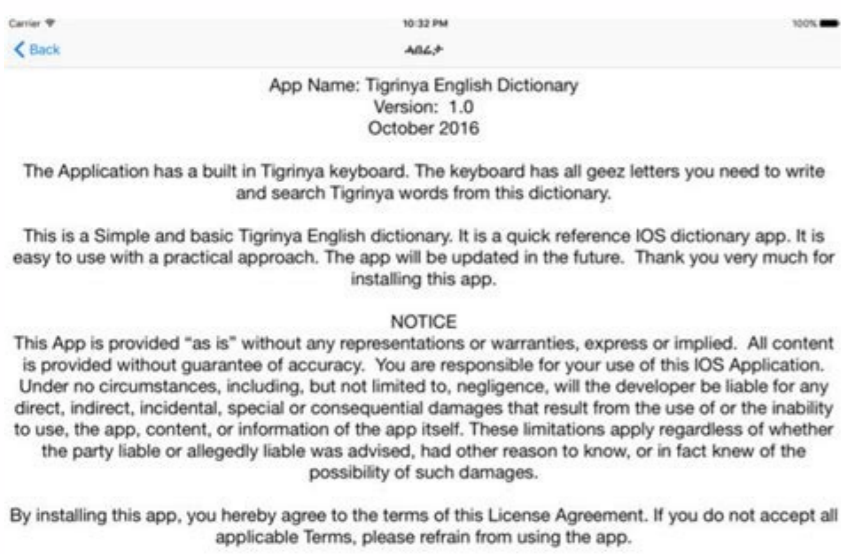 Carrier
10:32 PM
100%
Back
ሓበሬታ
App Name: Tigrinya English Dictionary
Version: 1.0
October 2016
The Application has a built in Tigrinya keyboard. The keyboard has all geez letters you need to write
and search Tigrinya words from this dictionary.
This is a Simple and basic Tigrinya English dictionary. It is a quick reference IOS dictionary app. It is
easy to use with a practical approach. The app will be updated in the future. Thank you very much for
installing this app.
NOTICE
This App is provided “as is” without any representations or warranties, express or implied. All content
is provided without guarantee of accuracy. You are responsible for your use of this IOS Application.
Under no circumstances, including, but not limited to, negligence, will the developer be liable for any
direct, indirect, incidental, special or consequential damages that result from the use of or the inability
to use, the app, content, or information of the app itself. These limitations apply regardless of whether
the party liable or allegedly liable was advised, had other reason to know, or in fact knew of the
possibility of such damages.
By installing this app, you hereby agree to the terms of this License Agreement. If you do not accept all
applicable Terms, please refrain from using the app.